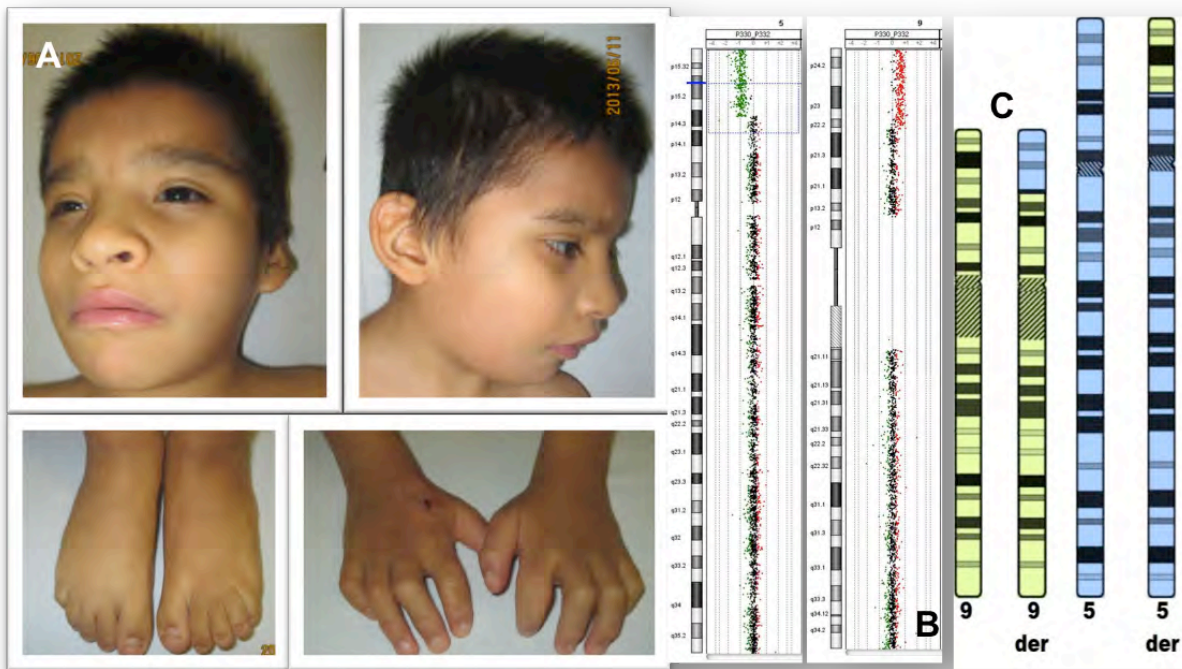 A
2013/08/11
20
5
P330_P332
p15.32
p15.2
p14.3
p14.1
p13.2
p12
q12.1
q12.3
q13.2
q14.1
q14.3
q21.1
q21.3
q22.2
q23.1
q23.3
q31.2
q32
q33.2
q34
q35.2
9
P330_P332
p24.2
p23
p22.2
p21.3
p21.1
p13.2
p12
q21.11
q21.13
q21.31
q21.33
q22.2
q22.32
q31.1
q31.3
q33.1
q33.3
q34.12
q34.2
B
C
9
9
der
5
5
der